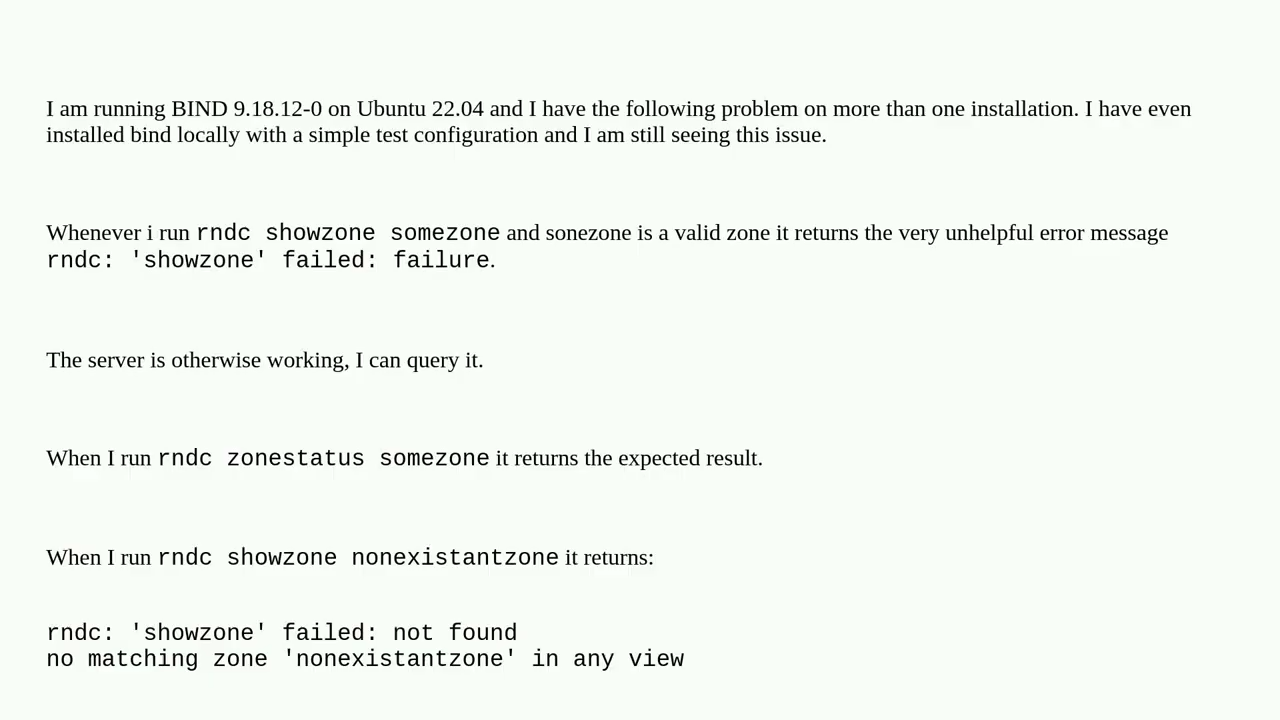 I am running BIND 9.18.12-0 on Ubuntu 22.04 and I have the following problem on more than one installation. I have even
installed bind locally with a simple test configuration and I am still seeing this issue.
Whenever i run rndc showzone somezone and sonezone is a valid zone it returns the very unhelpful error message
rndc: 'showzone' failed: failure.
The server is otherwise working, I can query it.
When I run rndc zonestatus somezone it returns the expected result.
When I run rndc showzone nonexistantzone it returns:
rndc: 'showzone' failed: not found
no matching zone 'nonexistantzone' in any view